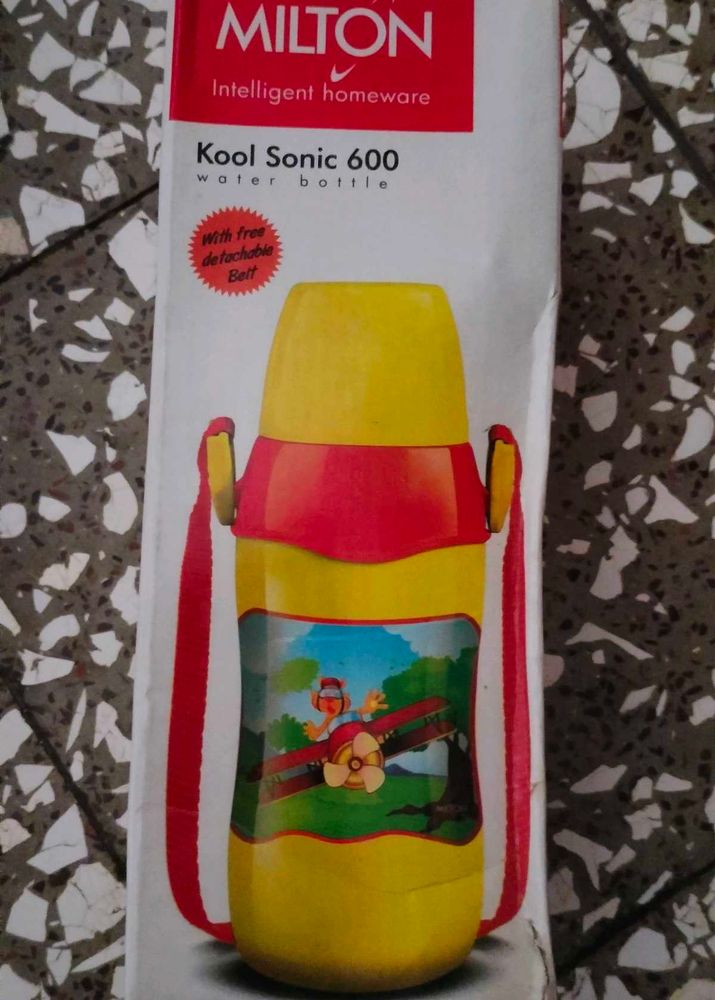 MILTON
Intelligent homeware
Kool Sonic 600
water bottle
With free
detachable
Belt